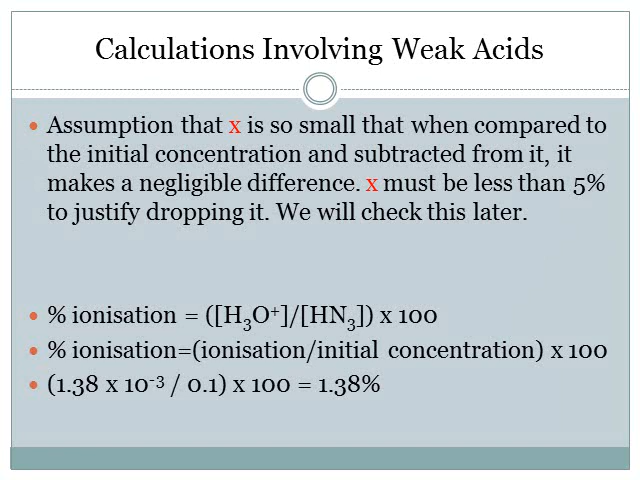 Calculations Involving Weak Acids
• Assumption that x is so small that when compared to
the initial concentration and subtracted from it, it
makes a negligible difference. x must be less than 5%
to justify dropping it. We will check this later.
• % ionisation = ([H₃O⁺]/[HN₃]) x 100
• % ionisation=(ionisation/initial concentration) x 100
• (1.38 x 10⁻³ / 0.1) x 100 = 1.38%